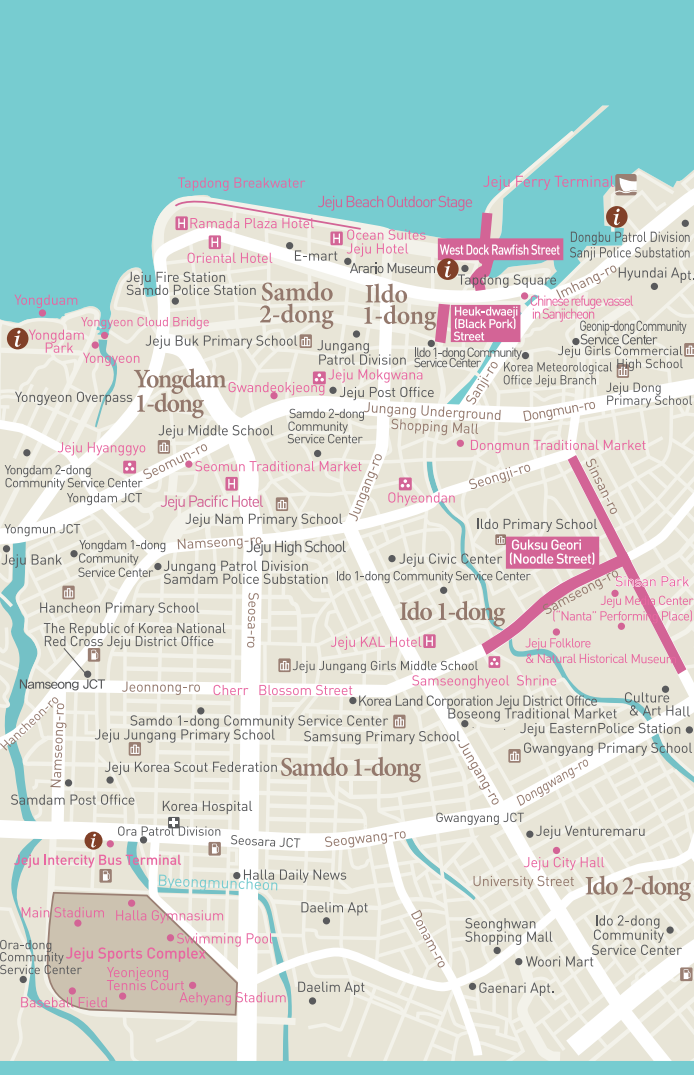 Tapdong Breakwater
Jeju Ferry Terminal
Jeju Beach Outdoor Stage
Ramada Plaza Hotel
Ocean Suites
Jeju Hotel
Oriental Hotel
E-mart
Arario Museum
West Dock Rawfish Street
Dongbu Patrol Division
Sanji Police Substation
Tapdong Square
Imhang-ro
Hyundai Apt.
Jeju Fire Station
Samdo Police Station
Samdo
2-dong
Ildo
1-dong
Yongduam
Yongyeon Cloud Bridge
Yongdam
Park
Yongyeon
Jeju Buk Primary School
Jungang
Patrol Division
Heuk-dwaeji
(Black Pork)
Street
Chinese refuge vessel
in Sanjicheon
Geonip-dong Community
Service Center
Ildo 1-dong Community
Service Center
Jeju Girls Commercial
High School
Korea Meteorological
Office Jeju Branch
Sanji-ro
Yongdam
1-dong
Gwandeokjeong
Jeju Mokgwana
Jeju Post Office
Jeju Dong
Primary School
Yongyeon Overpass
Samdo 2-dong
Community
Service Center
Jungang Underground
Shopping Mall
Dongmun-ro
Jeju Middle School
Jeju Hyanggyo
Seomun-ro
Seomun Traditional Market
Dongmun Traditional Market
Yongdam 2-dong
Community Service Center
Yongdam JCT
Jeju Pacific Hotel
Jungang-ro
Seongji-ro
Sinsan-ro
Ohyeondan
Jeju Nam Primary School
Yongmun JCT
Namseong-ro
Jeju High School
Ildo Primary School
Guksu Geori
(Noodle Street)
Jeju Bank
Yongdam 1-dong
Community
Service Center
Jungang Patrol Division
Samdam Police Substation
Jeju Civic Center
Ido 1-dong Community Service Center
Samseong-ro
Sinsan Park
Hancheon Primary School
Seosa-ro
Ido 1-dong
Jeju Media Center
("Nanta" Performing Place)
The Republic of Korea National
Red Cross Jeju District Office
Jeju KAL Hotel
Jeju Folklore
& Natural Historical Museum
Jeju Jungang Girls Middle School
Samseonghyeol Shrine
Namseong JCT
Jeonnong-ro
Cherr  Blossom Street
Korea Land Corporation Jeju District Office
Culture
& Art Hall
Hancheon-ro
Namseong-ro
Samdo 1-dong Community Service Center
Boseong Traditional Market
Jeju Jungang Primary School
Samsung Primary School
Jeju EasternPolice Station
Gwangyang Primary School
Jeju Korea Scout Federation
Samdo 1-dong
Jungang-ro
Donggwang-ro
Samdam Post Office
Korea Hospital
Gwangyang JCT
Ora Patrol Division
Seosara JCT
Seogwang-ro
Jeju Venturemaru
Jeju Intercity Bus Terminal
Jeju City Hall
Byeongmuncheon
Halla Daily News
University Street
Ido 2-dong
Main Stadium
Halla Gymnasium
Daelim Apt
Donam-ro
Seonghwan
Shopping Mall
Ido 2-dong
Community
Service Center
Swimming Pool
Ora-dong
Community
Service Center
Jeju Sports Complex
Woori Mart
Yeonjeong
Tennis Court
Baseball Field
Aehyang Stadium
Daelim Apt
Gaenari Apt.